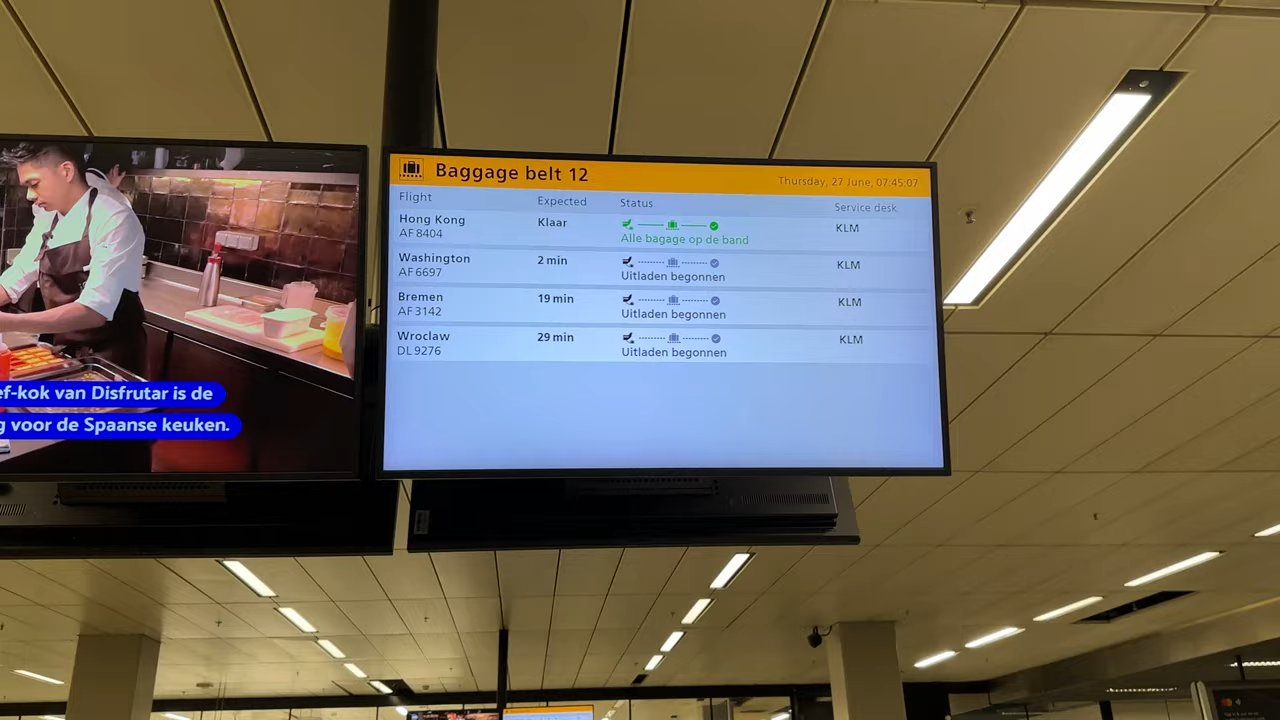 Baggage belt 12
Thursday, 27 June, 07:45:07
Flight Expected Status Service desk
Hong Kong Klaar KLM
AF 8404 Alle bagage op de band
Washington 2 min KLM
AF 6697 Uitladen begonnen
Bremen 19 min KLM
AF 3142 Uitladen begonnen
Wroclaw 29 min KLM
DL 9276 Uitladen begonnen
ef-kok van Disfrutar is de
g voor de Spaanse keuken.